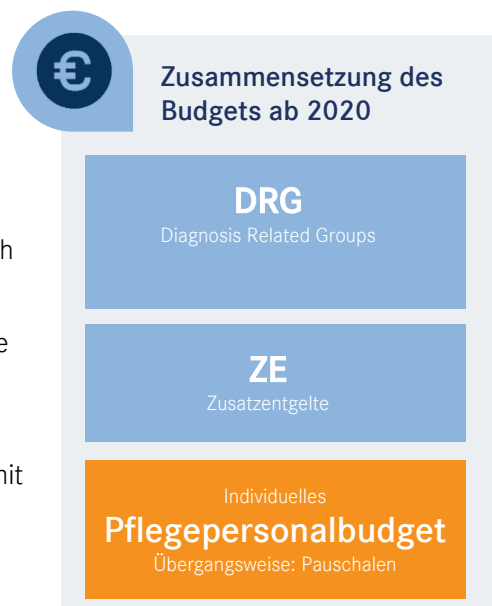 €
Zusammensetzung des
Budgets ab 2020
DRG
Diagnosis Related Groups
ZE
Zusatzentgelte
Individuelles
Pflegepersonalbudget
Übergangsweise: Pauschalen